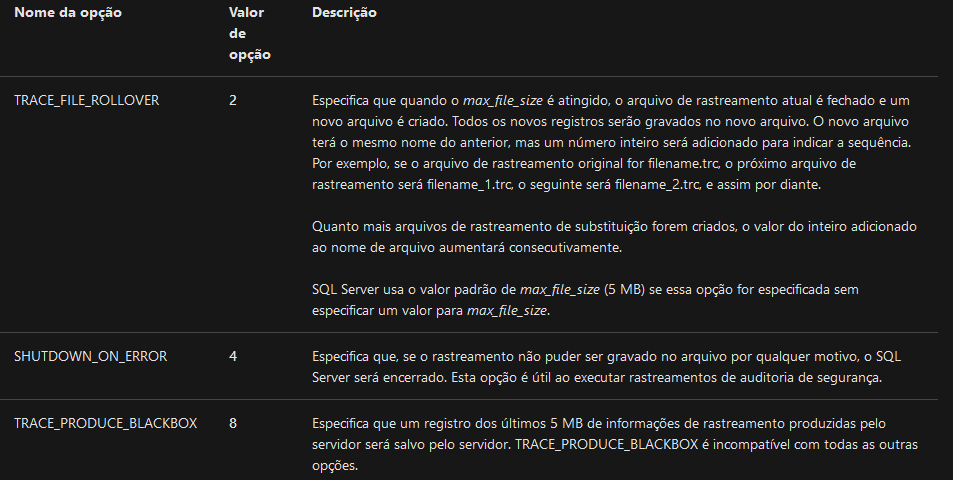 Nome da opção Valor de opção Descrição
TRACE_FILE_ROLLOVER 2 Especifica que quando o max_file_size é atingido, o arquivo de rastreamento atual é fechado e um
novo arquivo é criado. Todos os novos registros serão gravados no novo arquivo. O novo arquivo
terá o mesmo nome do anterior, mas um número inteiro será adicionado para indicar a sequência.
Por exemplo, se o arquivo de rastreamento original for filename.trc, o próximo arquivo de
rastreamento será filename_1.trc, o seguinte será filename_2.trc, e assim por diante.
Quanto mais arquivos de rastreamento de substituição forem criados, o valor do inteiro adicionado
ao nome de arquivo aumentará consecutivamente.
SQL Server usa o valor padrão de max_file_size (5 MB) se essa opção for especificada sem
especificar um valor para max_file_size.
SHUTDOWN_ON_ERROR 4 Especifica que, se o rastreamento não puder ser gravado no arquivo por qualquer motivo, o SQL
Server será encerrado. Esta opção é útil ao executar rastreamentos de auditoria de segurança.
TRACE_PRODUCE_BLACKBOX 8 Especifica que um registro dos últimos 5 MB de informações de rastreamento produzidas pelo
servidor será salvo pelo servidor. TRACE_PRODUCE_BLACKBOX é incompatível com todas as outras
opções.